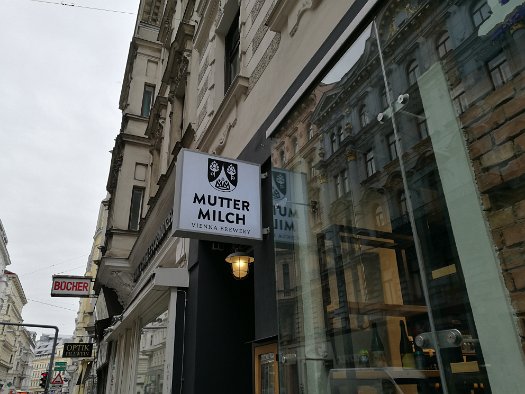 MUTTER
MILCH
VIENNA BREWERY
BÜCHER
OPTIK